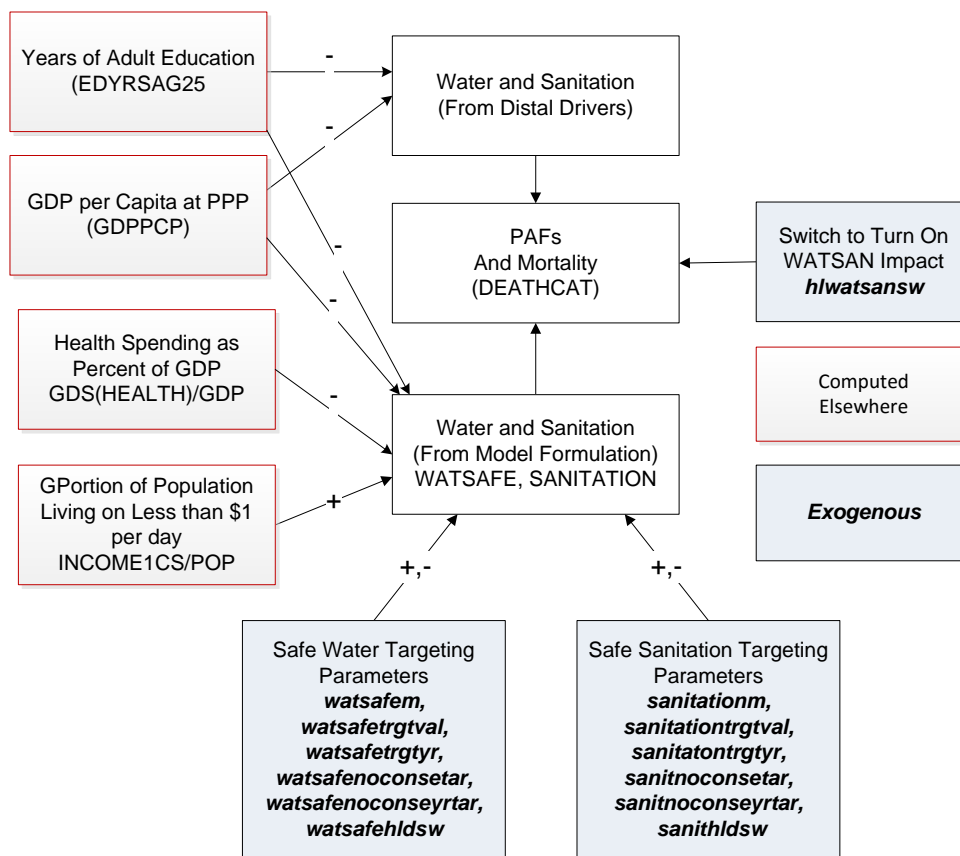 Years of Adult Education
(EDYRSAG25
-
Water and Sanitation
(From Distal Drivers)
-
GDP per Capita at PPP
(GDPPCP)
-
-
PAFs
And Mortality
(DEATHCAT)
Switch to Turn On
WATSAN Impact
hlwatsansw
Health Spending as
Percent of GDP
GDS(HEALTH)/GDP
-
Water and Sanitation
(From Model Formulation)
WATSAFE, SANITATION
Computed
Elsewhere
GPortion of Population
Living on Less than $1
per day
INCOME1CS/POP
+
Exogenous
+,-
+,-
Safe Water Targeting
Parameters
watsafem,
watsafetrgtval,
watsafetrgtyr,
watsafenoconsetar,
watsafenoconseyrtar,
watsafehldsw
Safe Sanitation Targeting
Parameters
sanitationm,
sanitationtrgtval,
sanitatontrgtyr,
sanitnoconsetar,
sanitnoconseyrtar,
sanithldsw